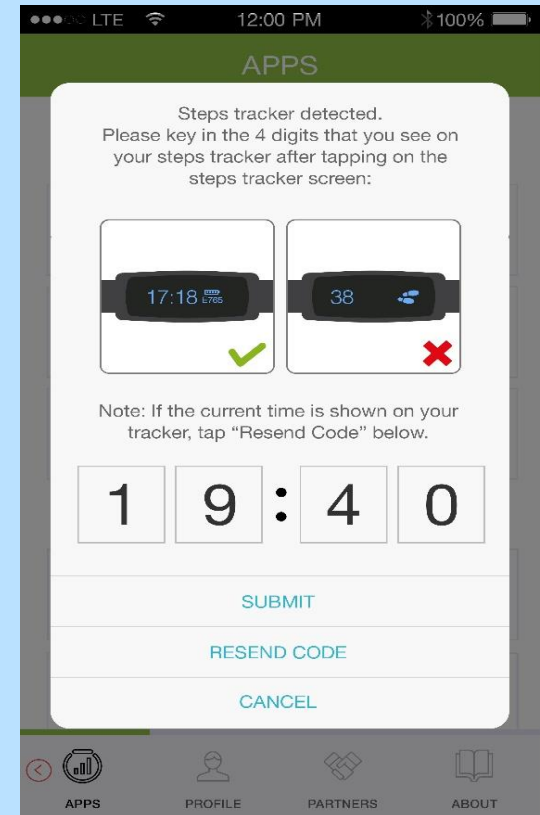 LTE 12:00 PM 100%
APPS
Steps tracker detected.
Please key in the 4 digits that you see on
your steps tracker after tapping on the
steps tracker screen:
17:18 E765
38
Note: If the current time is shown on your
tracker, tap “Resend Code” below.
1 9 : 4 0
SUBMIT
RESEND CODE
CANCEL
APPS PROFILE PARTNERS ABOUT